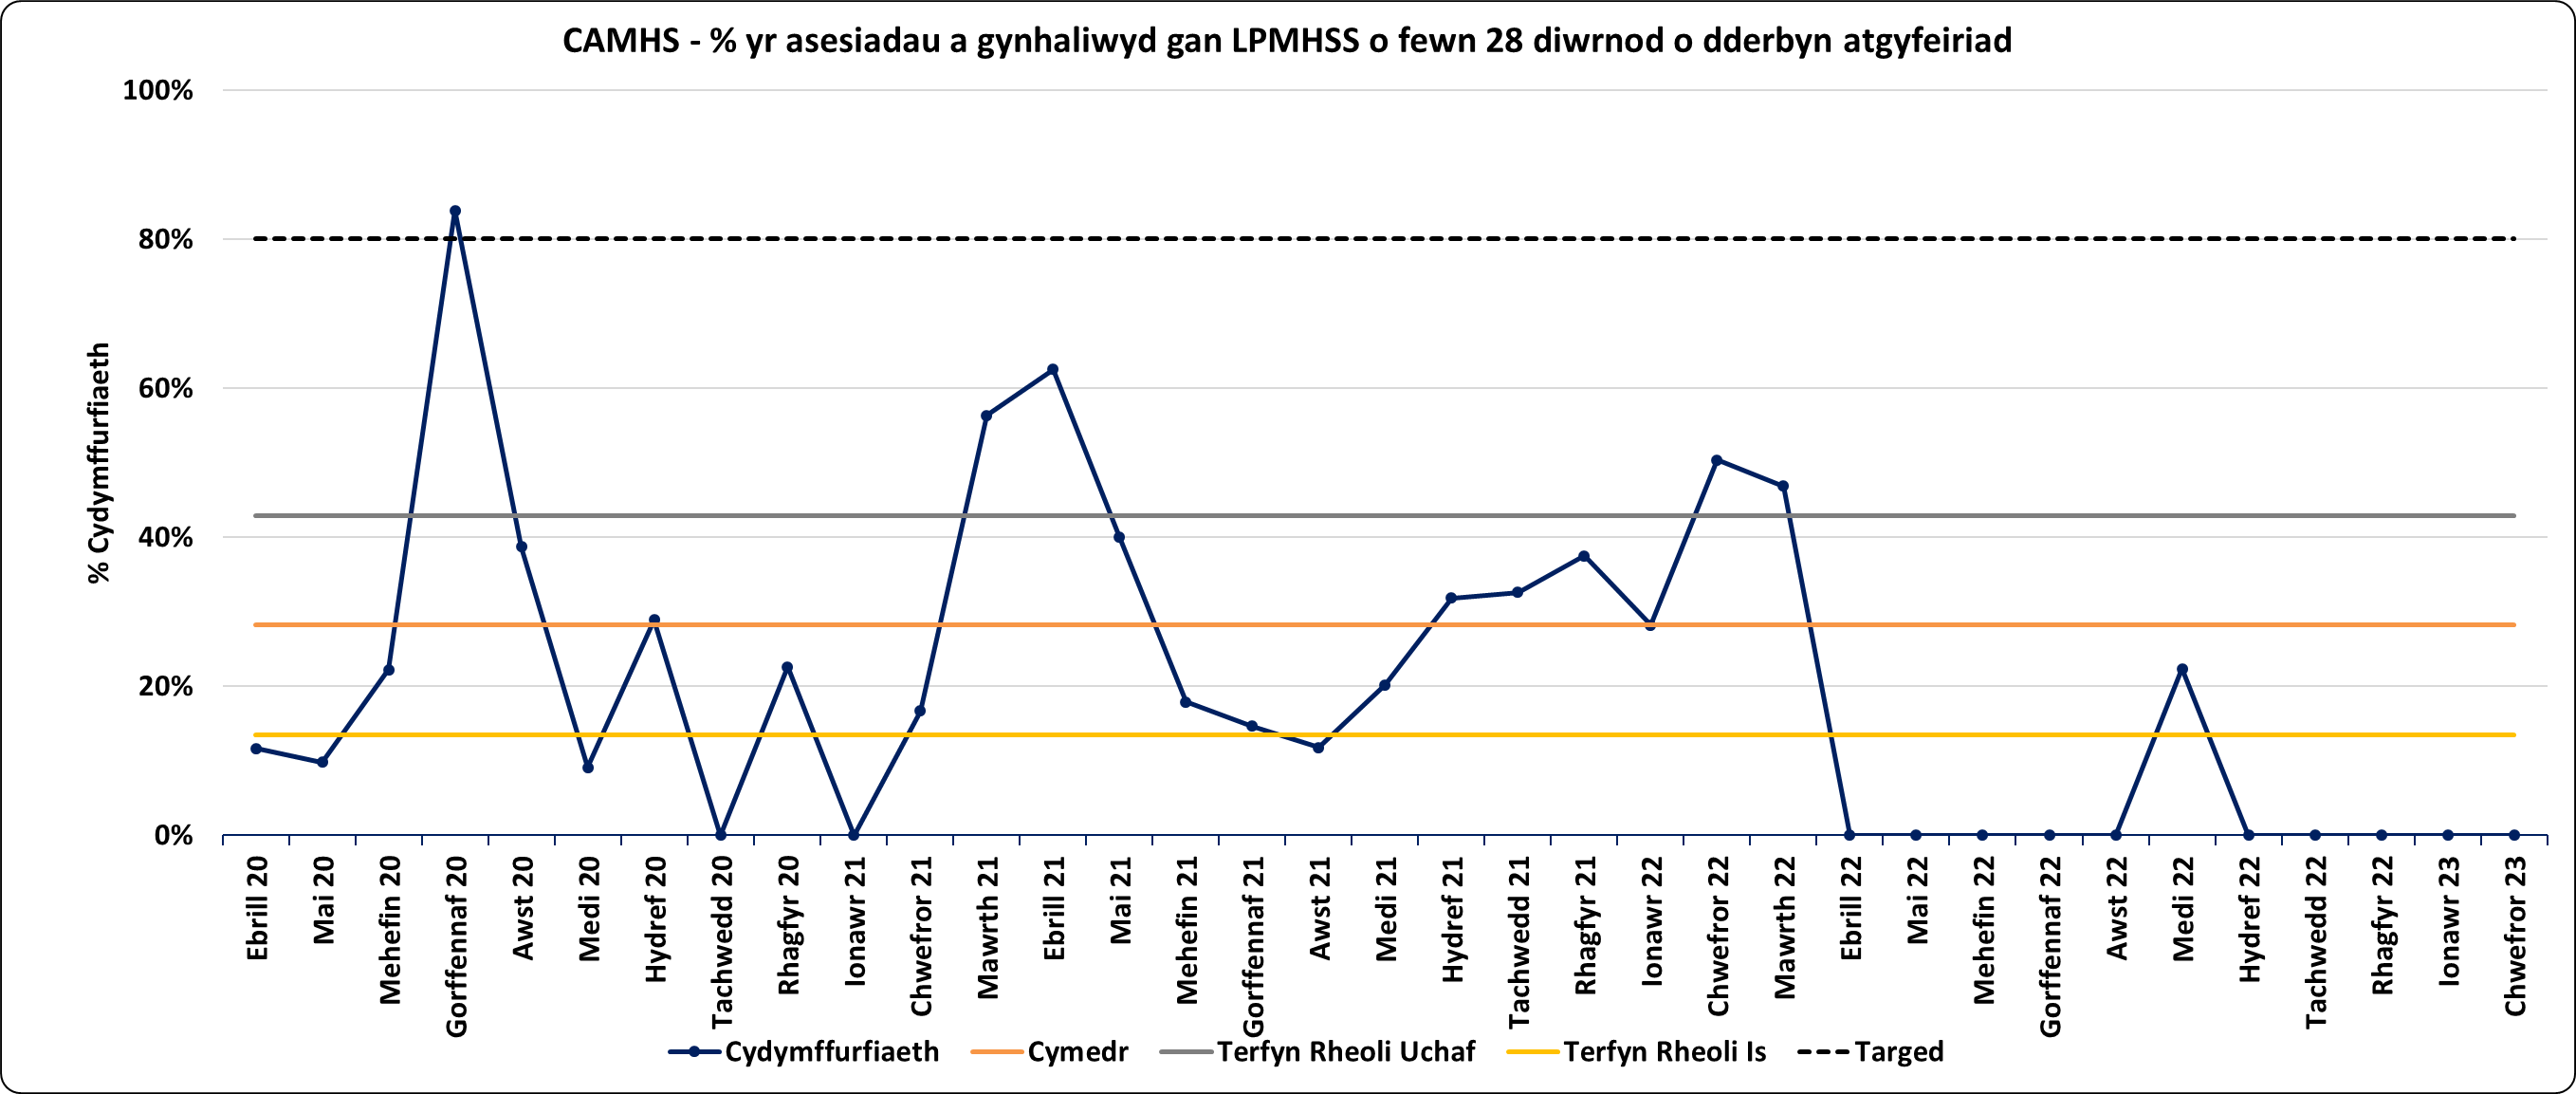 CAMHS - % yr asesiadau a gynhaliwyd gan LPMHSS o fewn 28 diwrnod o dderbyn atgyfeiriad
% Cydymffurfiaeth
100%
80%
60%
40%
20%
0%
Ebrill 20
Mai 20
Mehefin 20
Gorffennaf 20
Awst 20
Medi 20
Hydref 20
Tachwedd 20
Rhagfyr 20
Ionawr 21
Chwefror 21
Mawrth 21
Ebrill 21
Mai 21
Mehefin 21
Gorffennaf 21
Awst 21
Medi 21
Hydref 21
Tachwedd 21
Rhagfyr 21
Ionawr 22
Chwefror 22
Mawrth 22
Ebrill 22
Mai 22
Mehefin 22
Gorffennaf 22
Awst 22
Medi 22
Hydref 22
Tachwedd 22
Rhagfyr 22
Ionawr 23
Chwefror 23
Cydymffurfiaeth Cymedr Terfyn Rheoli Uchaf Terfyn Rheoli Is Targed